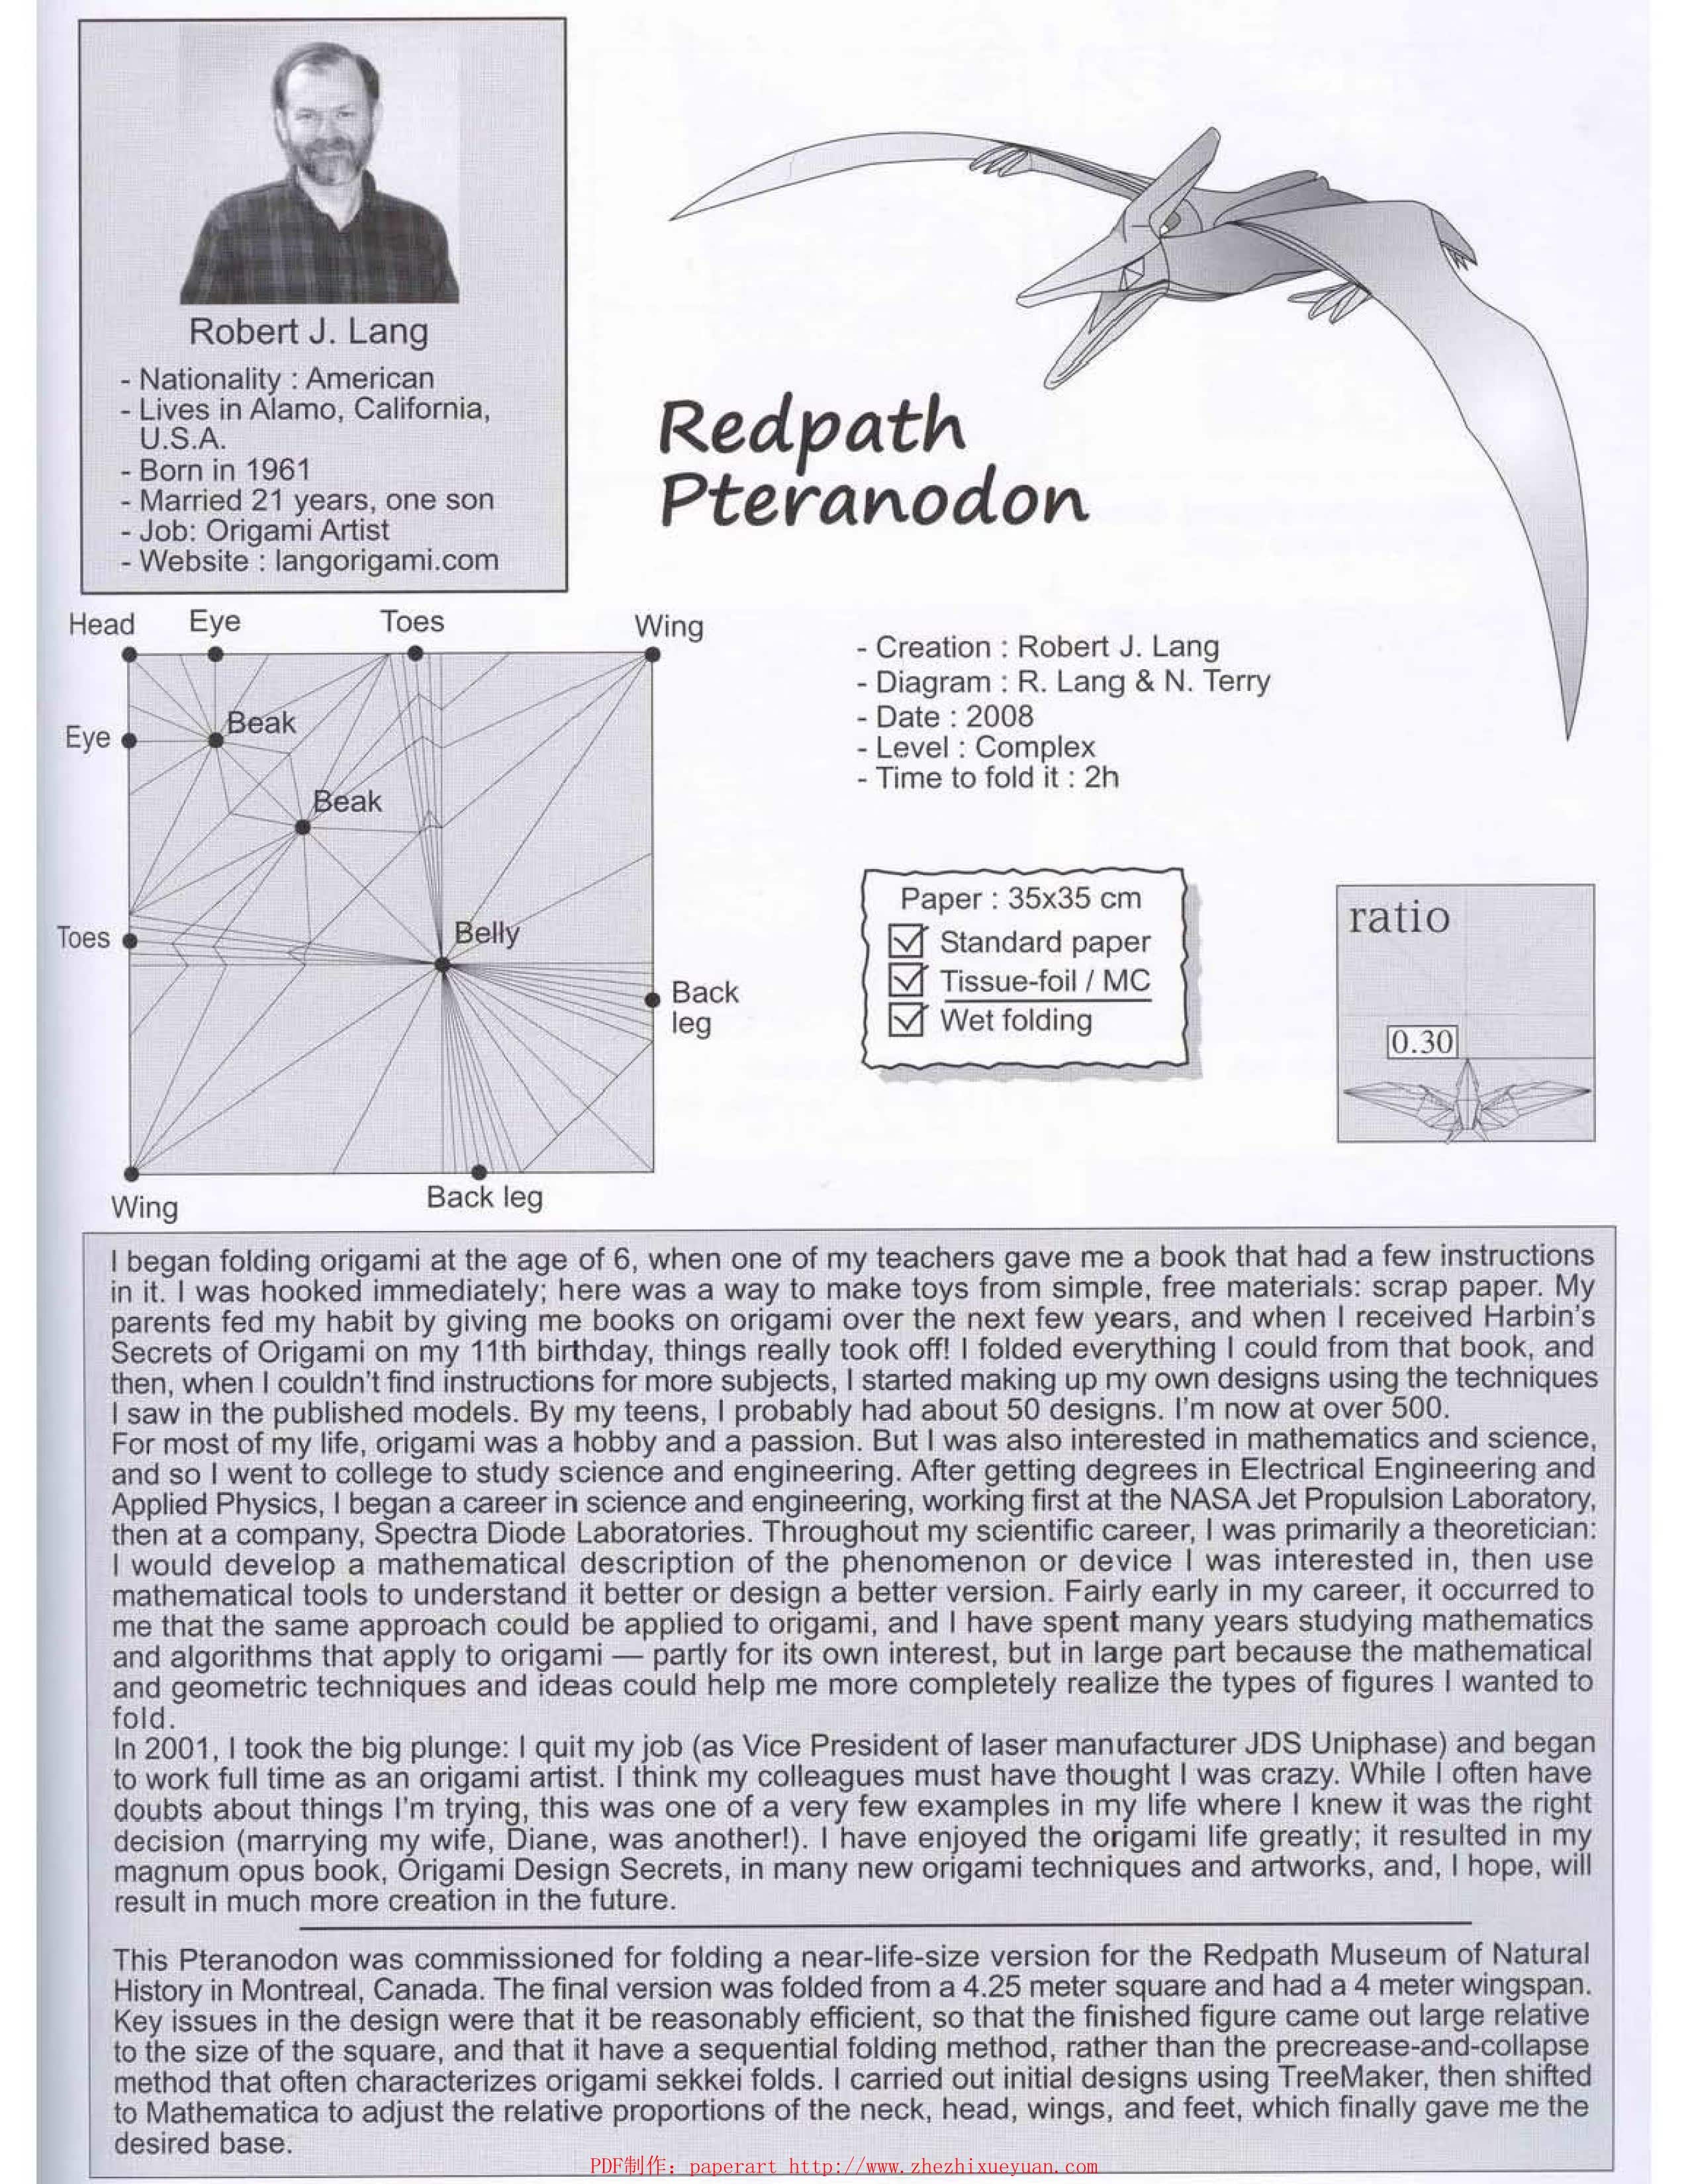 Robert J. Lang
- Nationality : American
- Lives in Alamo, California,
U.S.A.
- Born in 1961
- Married 21 years, one son
- Job: Origami Artist
- Website : langorigami.com
Redpath
Pteranodon
Head
Eye
Toes
Wing
Eye
Beak
Beak
Toes
Belly
Back
leg
Wing
Back leg
- Creation : Robert J. Lang
- Diagram : R. Lang & N. Terry
- Date : 2008
- Level : Complex
- Time to fold it : 2h
Paper : 35x35 cm
Standard paper
Tissue-foil / MC
Wet folding
ratio
0.30
I began folding origami at the age of 6, when one of my teachers gave me a book that had a few instructions
in it. I was hooked immediately; here was a way to make toys from simple, free materials: scrap paper. My
parents fed my habit by giving me books on origami over the next few years, and when I received Harbin's
Secrets of Origami on my 11th birthday, things really took off! I folded everything I could from that book, and
then, when I couldn't find instructions for more subjects, I started making up my own designs using the techniques
I saw in the published models. By my teens, I probably had about 50 designs. I'm now at over 500.
For most of my life, origami was a hobby and a passion. But I was also interested in mathematics and science,
and so I went to college to study science and engineering. After getting degrees in Electrical Engineering and
Applied Physics, I began a career in science and engineering, working first at the NASA Jet Propulsion Laboratory,
then at a company, Spectra Diode Laboratories. Throughout my scientific career, I was primarily a theoretician:
I would develop a mathematical description of the phenomenon or device I was interested in, then use
mathematical tools to understand it better or design a better version. Fairly early in my career, it occurred to
me that the same approach could be applied to origami, and I have spent many years studying mathematics
and algorithms that apply to origami — partly for its own interest, but in large part because the mathematical
and geometric techniques and ideas could help me more completely realize the types of figures I wanted to
fold.
In 2001, I took the big plunge: I quit my job (as Vice President of laser manufacturer JDS Uniphase) and began
to work full time as an origami artist. I think my colleagues must have thought I was crazy. While I often have
doubts about things I'm trying, this was one of a very few examples in my life where I knew it was the right
decision (marrying my wife, Diane, was another!). I have enjoyed the origami life greatly; it resulted in my
magnum opus book, Origami Design Secrets, in many new origami techniques and artworks, and, I hope, will
result in much more creation in the future.
This Pteranodon was commissioned for folding a near-life-size version for the Redpath Museum of Natural
History in Montreal, Canada. The final version was folded from a 4.25 meter square and had a 4 meter wingspan.
Key issues in the design were that it be reasonably efficient, so that the finished figure came out large relative
to the size of the square, and that it have a sequential folding method, rather than the precrease-and-collapse
method that often characterizes origami sekkei folds. I carried out initial designs using TreeMaker, then shifted
to Mathematica to adjust the relative proportions of the neck, head, wings, and feet, which finally gave me the
desired base.
PDF制作：paperart http://www.zhezhixueyuan.com